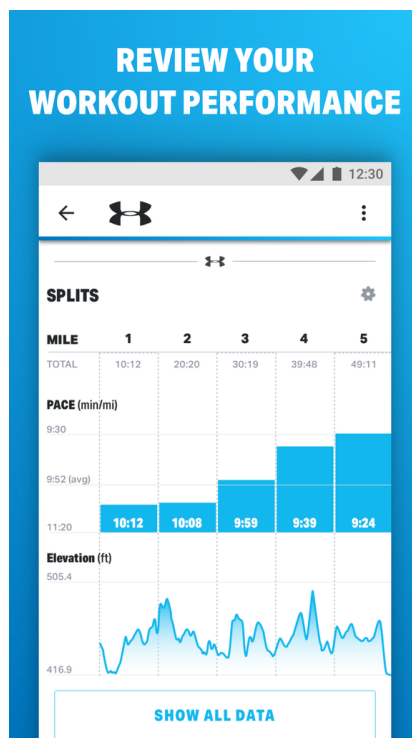 REVIEW YOUR
WORKOUT PERFORMANCE
12:30
SPLITS
MILE 1 2 3 4 5
TOTAL 10:12 20:20 30:19 39:48 49:11
PACE (min/mi)
9:30
9:52 (avg)
11:20 10:12 10:08 9:59 9:39 9:24
Elevation (ft)
505.4
416.9
SHOW ALL DATA